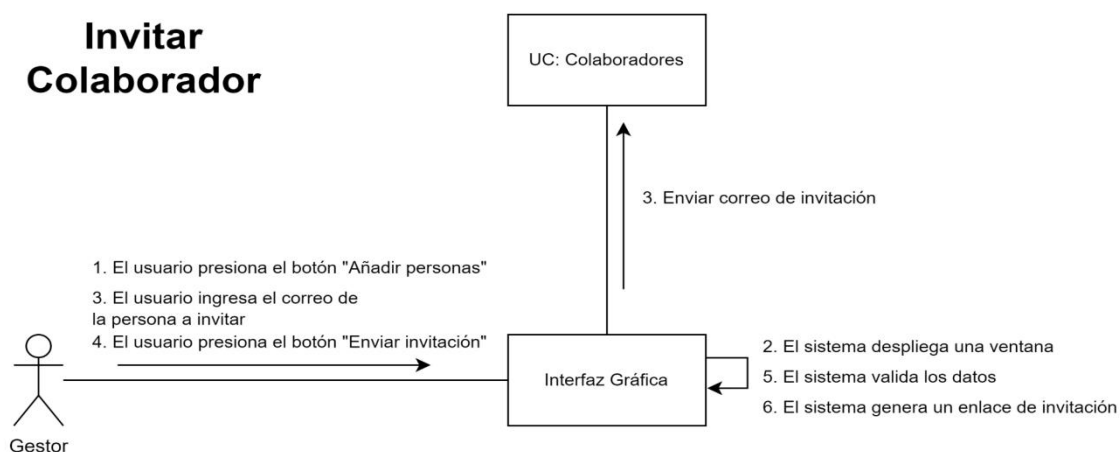 Invitar
Colaborador
UC: Colaboradores
3. Enviar correo de invitación
1. El usuario presiona el botón "Añadir personas"
3. El usuario ingresa el correo de
la persona a invitar
4. El usuario presiona el botón "Enviar invitación"
Interfaz Gráfica
2. El sistema despliega una ventana
5. El sistema valida los datos
6. El sistema genera un enlace de invitación
Gestor